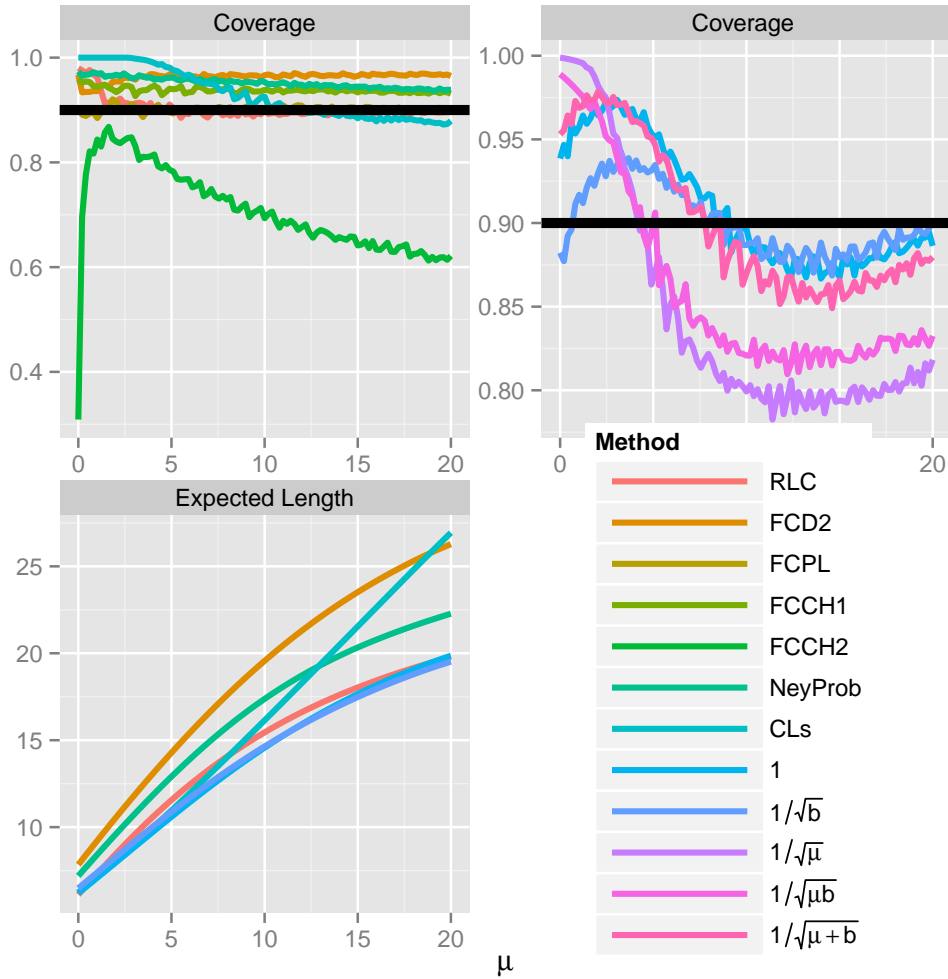 Coverage
1.0
0.8
0.6
0.4
0 5 10 15 20
Coverage
1.00
0.95
0.90
0.85
0.80
0 20
Expected Length
25
20
15
10
0 5 10 15 20
μ
Method
RLC
FCD2
FCPL
FCCH1
FCCH2
NeyProb
CLs
1
1/√b
1/√μ
1/√μb
1/√μ + b